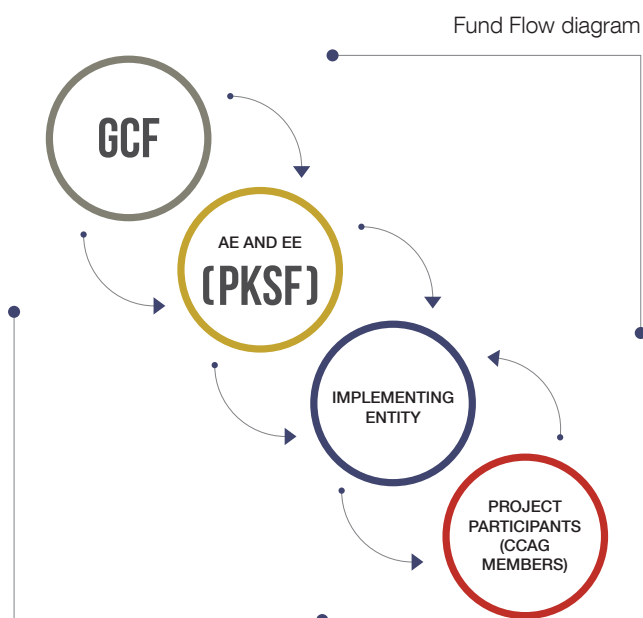 Fund Flow diagram
GCF
AE AND EE
(PKSF)
IMPLEMENTING
ENTITY
PROJECT
PARTICIPANTS
(CCAG
MEMBERS)